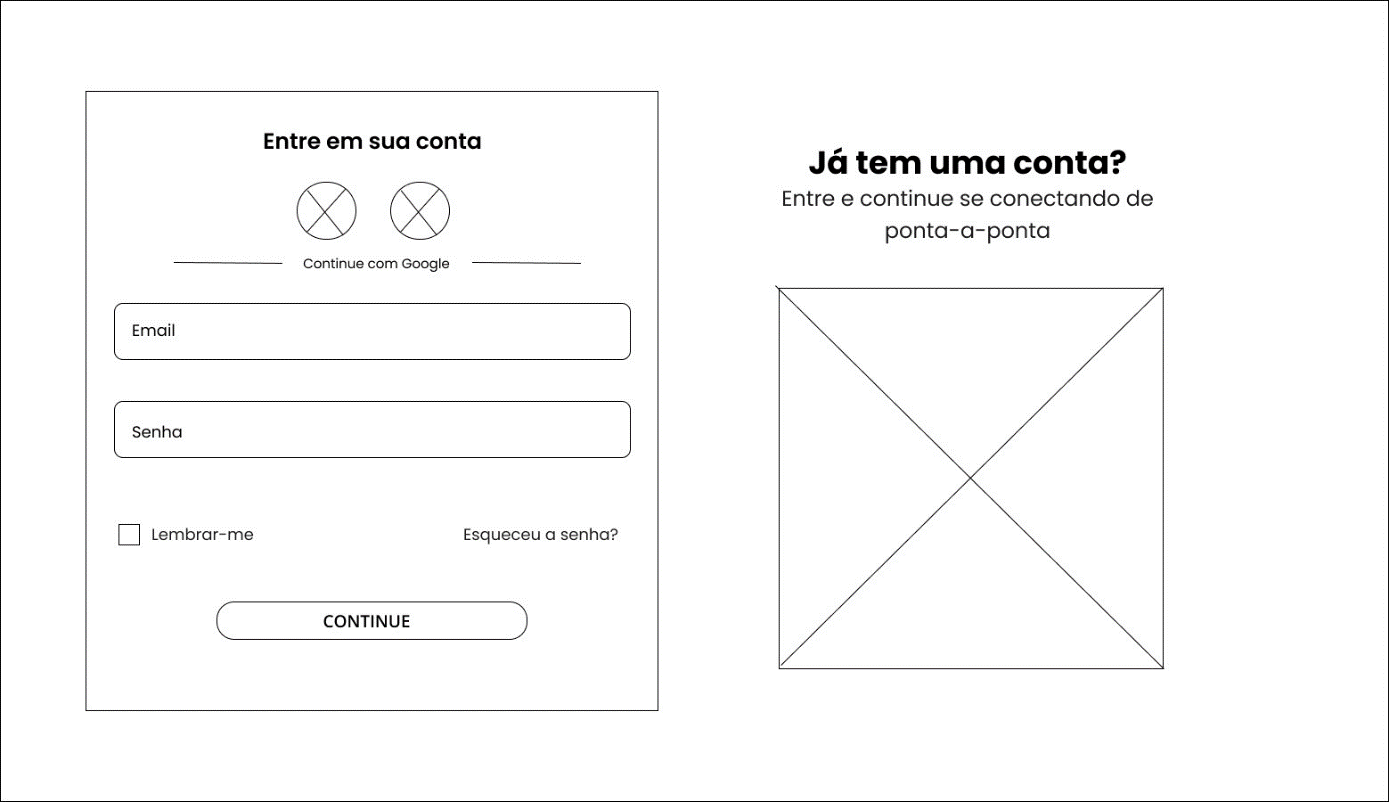 Entre em sua conta
Continue com Google
Email
Senha
Lembrar-me
Esqueceu a senha?
CONTINUE
Já tem uma conta?
Entre e continue se conectando de
ponta-a-ponta